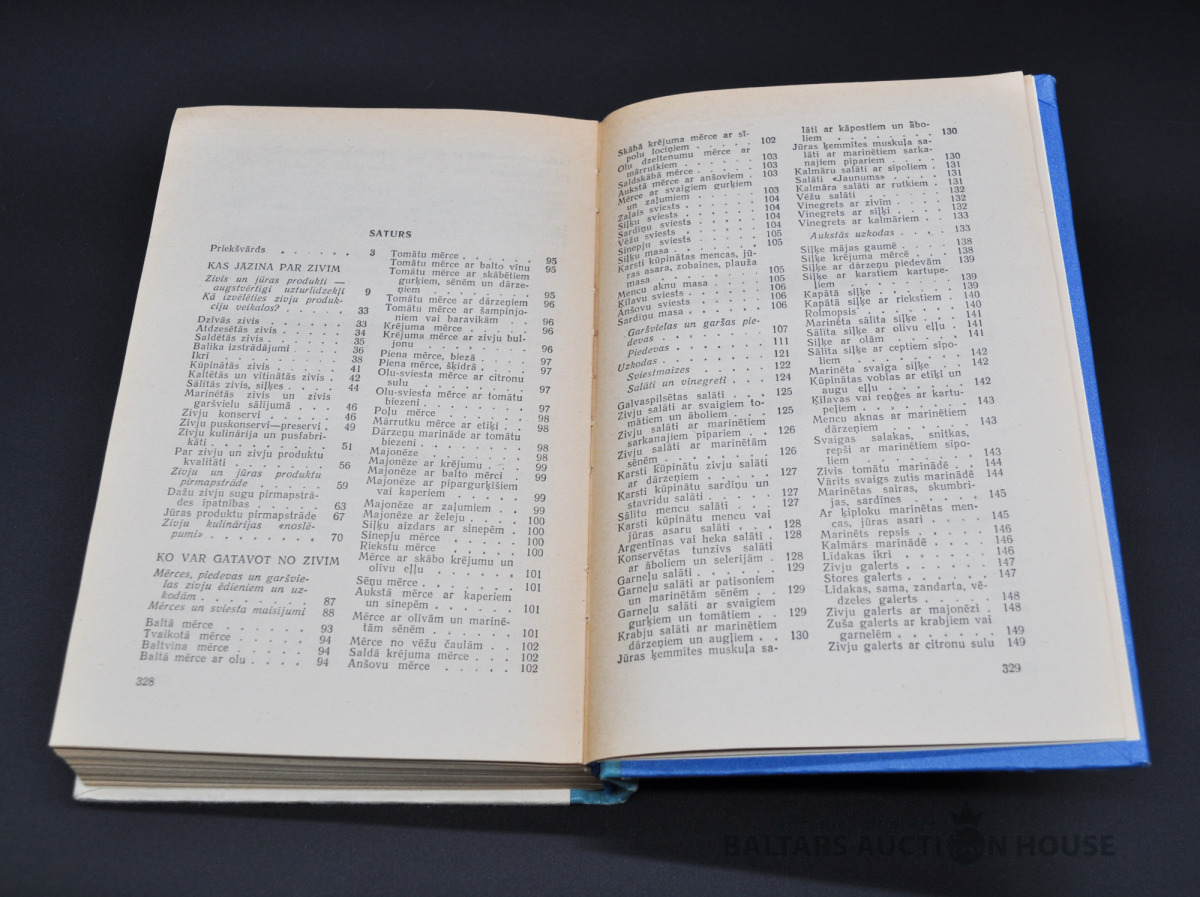 SATURS
Priekšvārds . . . . . . . 3
KAS JĀZINA PAR ZIVĪM
Zivis un jūras produkti —
augstvērtīgi uzturlīdzekļi 9
Kā izvēlēties zivju produk-
ciju veikalos? . . . . . 33
Dzīvās zivis . . . . . . 33
Atdzesētās zivis . . . . 34
Saldētās zivis . . . . . 35
Balika izstrādājumi . . . 36
Ikri . . . . . . . . . 38
Kūpinātās zivis . . . . 41
Kaltētās un vītinātās zivis . 42
Sālītās zivis, siļķes . . . 44
Marinētās zivis un zivis
garšvielu sālījumā . . . 46
Zivju konservi . . . . . 46
Zivju puskonservi—preservi . 49
Zivju kulinārija un pusfabri-
kāti . . . . . . . . 51
Par zivju un zivju produktu
kvalitāti . . . . . . . 56
Zivju un jūras produktu
pirmapstrāde . . . . . 59
Dažu zivju sugu pirmapstrā-
des īpatnības . . . . . 63
Jūras produktu pirmapstrāde 67
Zivju kulinārijas «noslē-
pumi» . . . . . . . . 70
KO VAR GATAVOT NO ZIVĪM
Mērces, piedevas un garšvie-
las zivju ēdieniem un uz-
kodām . . . . . . . . 87
Mērces un sviesta maisījumi 88
Baltā mērce . . . . . . 93
Tvaikotā mērce . . . . . 94
Baltvīna mērce . . . . . 94
Baltā mērce ar olu . . . . 94
328
Tomātu mērce . . . . . . 95
Tomātu mērce ar balto vīnu 95
Tomātu mērce ar skābētiem
gurķiem, sēnēm un dārze-
ņiem . . . . . . . . 95
Tomātu mērce ar dārzeņiem 96
Tomātu mērce ar šampinjo-
niem vai baravikām . . . 96
Krējuma mērce . . . . . 96
Krējuma mērce ar zivju bul-
jonu . . . . . . . . 96
Piena mērce, biezā . . . . 97
Piena mērce, šķidrā . . . . 97
Olu-sviesta mērce ar citronu
sulu . . . . . . . . 97
Olu-sviesta mērce ar tomātu
biezeni . . . . . . . 97
Poļu mērce . . . . . . 98
Mārrutku mērce ar etiķi . . 98
Dārzeņu marināde ar tomātu
biezeni . . . . . . . 98
Majonēze . . . . . . . 98
Majonēze ar krējumu . . . 99
Majonēze ar balto mērci . . 99
Majonēze ar pipargurķīšiem
vai kaperiem . . . . . 99
Majonēze ar zaļumiem . . . 99
Majonēze ar želeju . . . . 100
Siļķu aizdars ar sinepēm . . 100
Sinepju mērce . . . . . . 100
Riekstu mērce . . . . . . 100
Mērce ar skābo krējumu un
olīvu eļļu . . . . . . 101
Sēņu mērce . . . . . . 101
Aukstā mērce ar kaperiem
un sinepēm . . . . . . 101
Mērce ar olīvām un marinē-
tām sēnēm . . . . . . 101
Mērce no vēžu čaulām . . 102
Saldā krējuma mērce . . . 102
Anšovu mērce . . . . . . 102
Skābā krējuma mērce ar sī-
polu lociņiem . . . . . 102
Olu dzeltenumu mērce ar
mārrutkiem . . . . . . 103
Saldskābā mērce . . . . . 103
Aukstā mērce ar anšoviem . 103
Mērce ar svaigiem gurķiem
un zaļumiem . . . . . 103
Zaļais sviests . . . . . . 104
Siļķu sviests . . . . . . 104
Sardīņu sviests . . . . . 104
Vēžu sviests . . . . . . 104
Sinepju sviests . . . . . 105
Siļķu masa . . . . . . . 105
Karsti kūpinātas mencas, jū-
ras asara, zobaines, plauža
masa . . . . . . . . 105
Mencu aknu masa . . . . 105
Ķilavu sviests . . . . . 106
Anšovu sviests . . . . . 106
Sardīņu masa . . . . . . 106
Garšvielas un garšas pie-
devas . . . . . . . . 107
Piedevas . . . . . . . 111
Uzkodas . . . . . . . 121
Sviestmaizes . . . . . . 122
Salāti un vinegreti . . . . 124
Galvaspilsētas salāti . . . 125
Zivju salāti ar svaigiem to-
mātiem un āboliem . . . 125
Zivju salāti ar marinētiem
sarkanajiem pipariem . . 126
Zivju salāti ar marinētām
sēnēm . . . . . . . . 126
Karsti kūpinātu zivju salāti
ar dārzeņiem . . . . . 127
Karsti kūpinātu sardīņu un
stavridu salāti . . . . . 127
Sālītu mencu salāti . . . . 127
Karsti kūpinātu mencu vai
jūras asaru salāti . . . . 128
Argentīnas vai heka salāti . 128
Konservētas tunzivs salāti
ar āboliem un selerijām . . 128
Garneļu salāti . . . . . 129
Garneļu salāti ar patisoniem
un marinētām sēnēm . . 129
Garneļu salāti ar svaigiem
gurķiem un tomātiem . . 129
Krabju salāti ar marinētiem
dārzeņiem un augļiem . . 130
Jūras ķemmītes muskuļa sa-
lāti ar kāpostiem un ābo-
liem . . . . . . . . 130
Jūras ķemmītes muskuļa sa-
lāti ar marinētiem sarka-
najiem pipariem . . . . 130
Kalmāru salāti ar sīpoliem . 131
Salāti «Jaunums» . . . . 131
Kalmāra salāti ar rutkiem . 131
Vēžu salāti . . . . . . 132
Vinegrets ar zivīm . . . . 132
Vinegrets ar siļķi . . . . 132
Vinegrets ar kalmāriem . . 133
Aukstās uzkodas . . . . 133
Siļķe mājas gaumē . . . . 138
Siļķe krējuma mērcē . . . 138
Siļķe ar dārzeņu piedevām 138
Siļķe ar karstiem kartupe-
ļiem . . . . . . . . 139
Kapātā siļķe . . . . . . 139
Kapātā siļķe ar riekstiem . 140
Rolmopsis . . . . . . . 140
Marinēta sālīta siļķe . . . 141
Sālīta siļķe ar olīvu eļļu . . 141
Siļķe ar olām . . . . . . 141
Sālīta siļķe ar ceptiem sīpo-
liem . . . . . . . . 142
Marinēta svaiga siļķe . . . 142
Kūpinātas voblas ar etiķi un
augu eļļu . . . . . . 142
Ķilavas vai reņģes ar kartu-
peļiem . . . . . . . 143
Mencu aknas ar marinētiem
dārzeņiem . . . . . . 143
Svaigas salakas, snitkas,
repši ar marinētiem sīpo-
liem . . . . . . . . 143
Zivis tomātu marinādē . . 144
Vārīts svaigs zutis marinādē 144
Marinētas sairas, skumbri-
jas, sardīnes . . . . . 145
Ar ķiploku marinētas men-
cas, jūras asari . . . . 145
Marinēts repsis . . . . . 146
Kalmārs marinādē . . . . 146
Līdakas ikri . . . . . . 146
Zivju galerts . . . . . . 147
Stores galerts . . . . . 147
Līdakas, sama, zandarta, vē-
dzeles galerts . . . . . 148
Zivju galerts ar majonēzi . 148
Zuša galerts ar krabjiem vai
garnelēm . . . . . . . 149
Zivju galerts ar citronu sulu 149
329
BALTARS AUCTION HOUSE